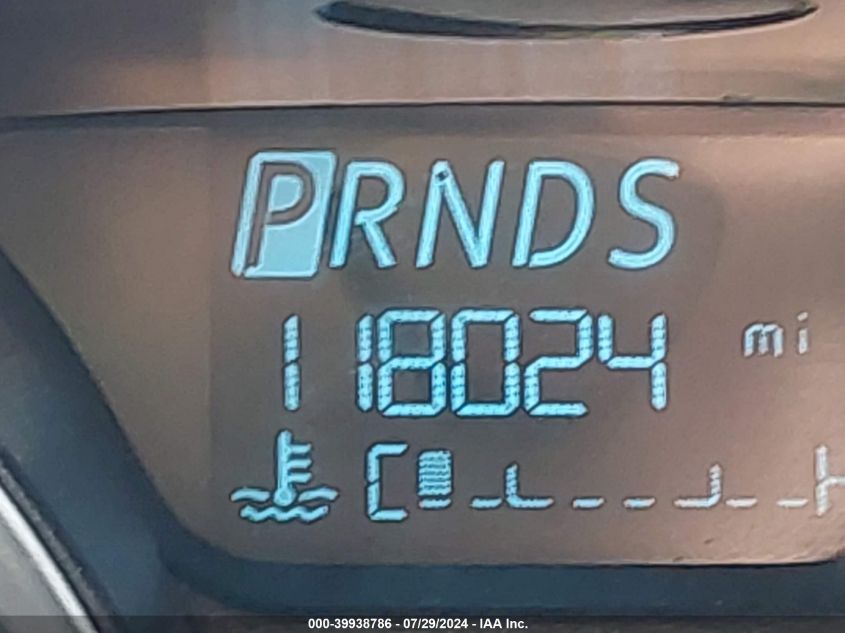 PRNDS
118024 mi
C H
000-39938786 - 07/29/2024 - IAA Inc.